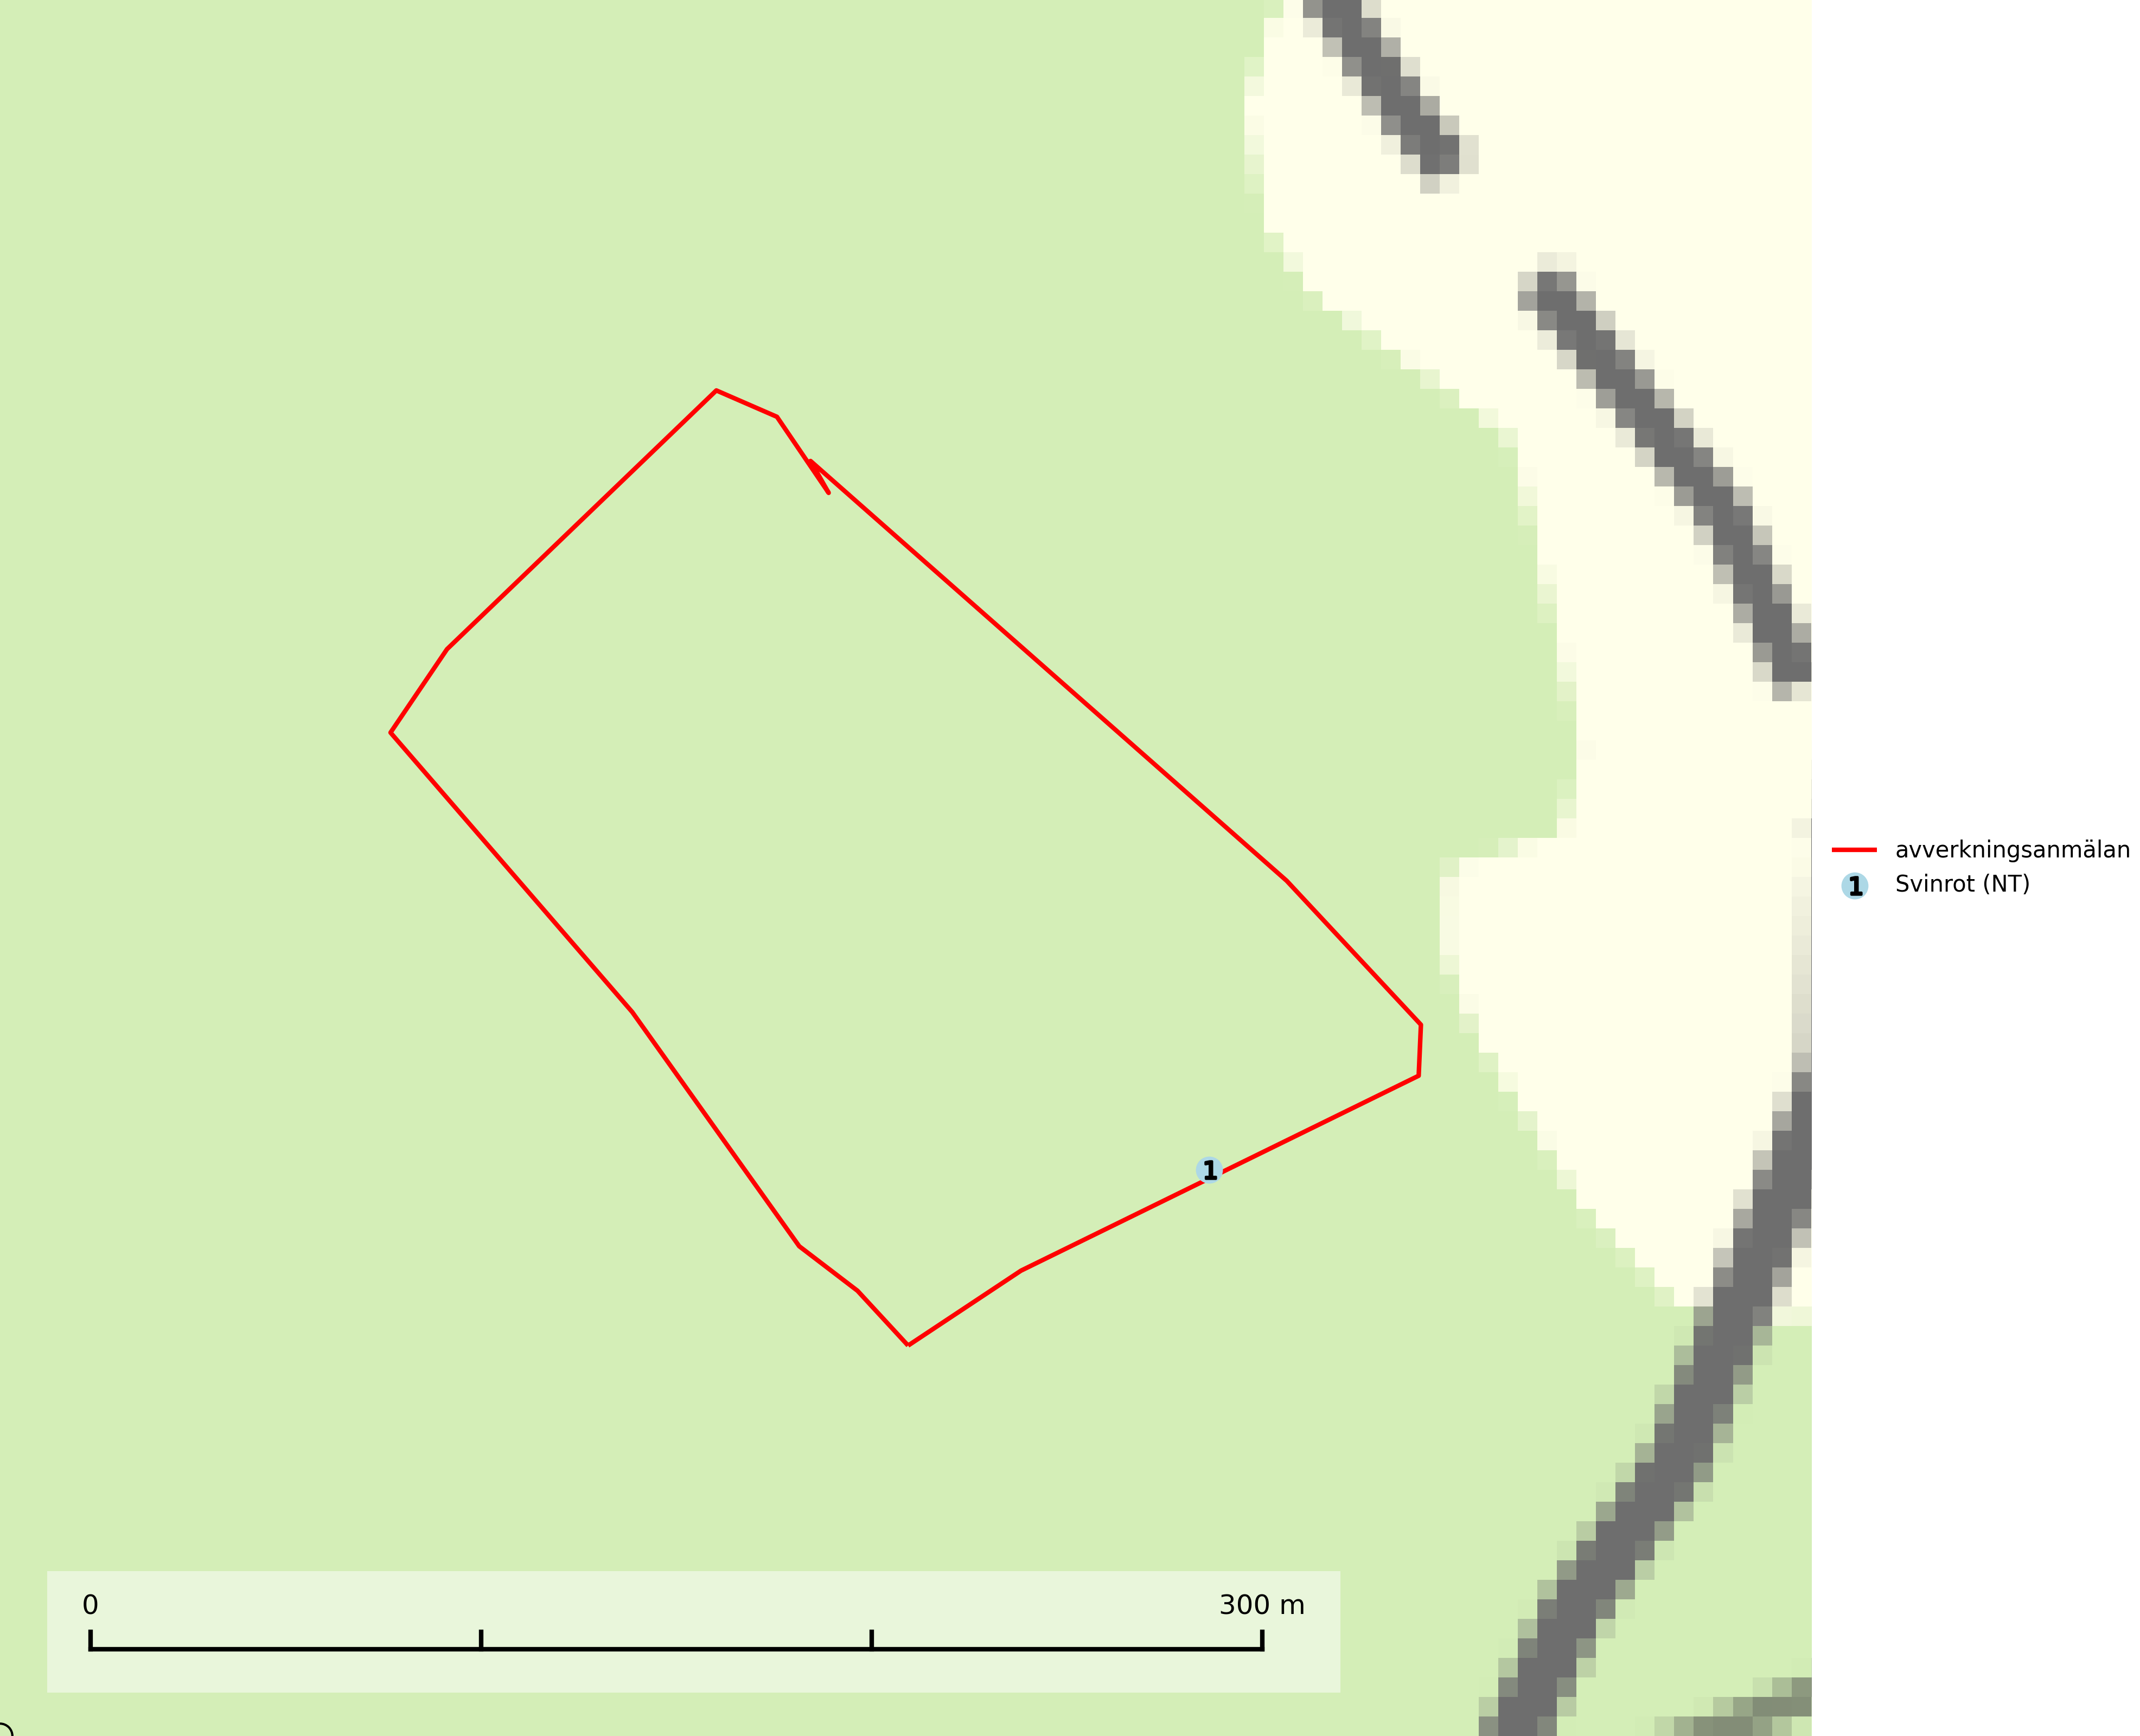 avverkningsanmälan
1 Svinrot (NT)
1
0 300 m